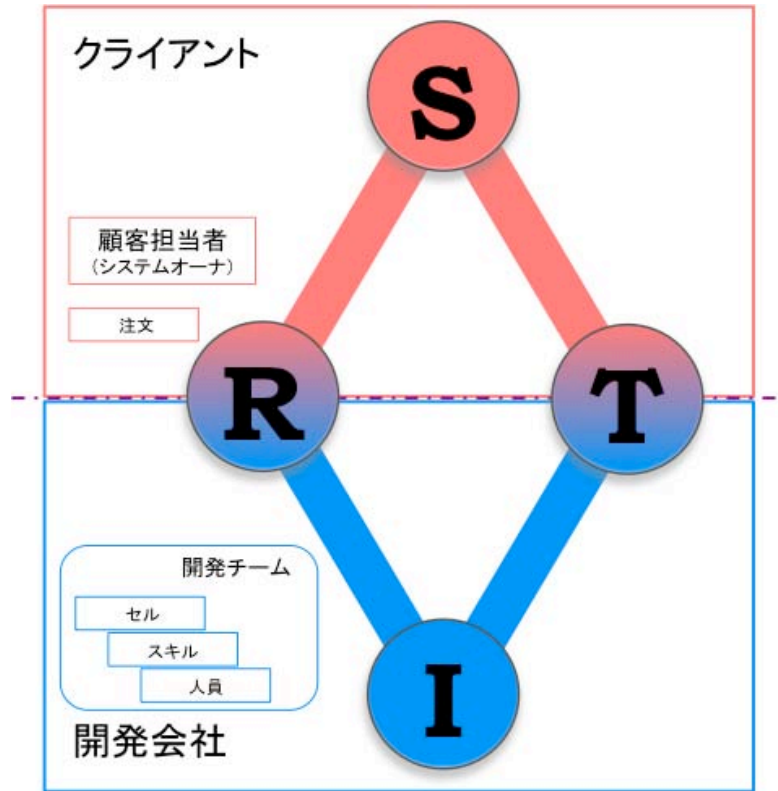 クライアント
S
顧客担当者
(システムオーナ)
注文
R
T
開発チーム
セル
スキル
人員
I
開発会社